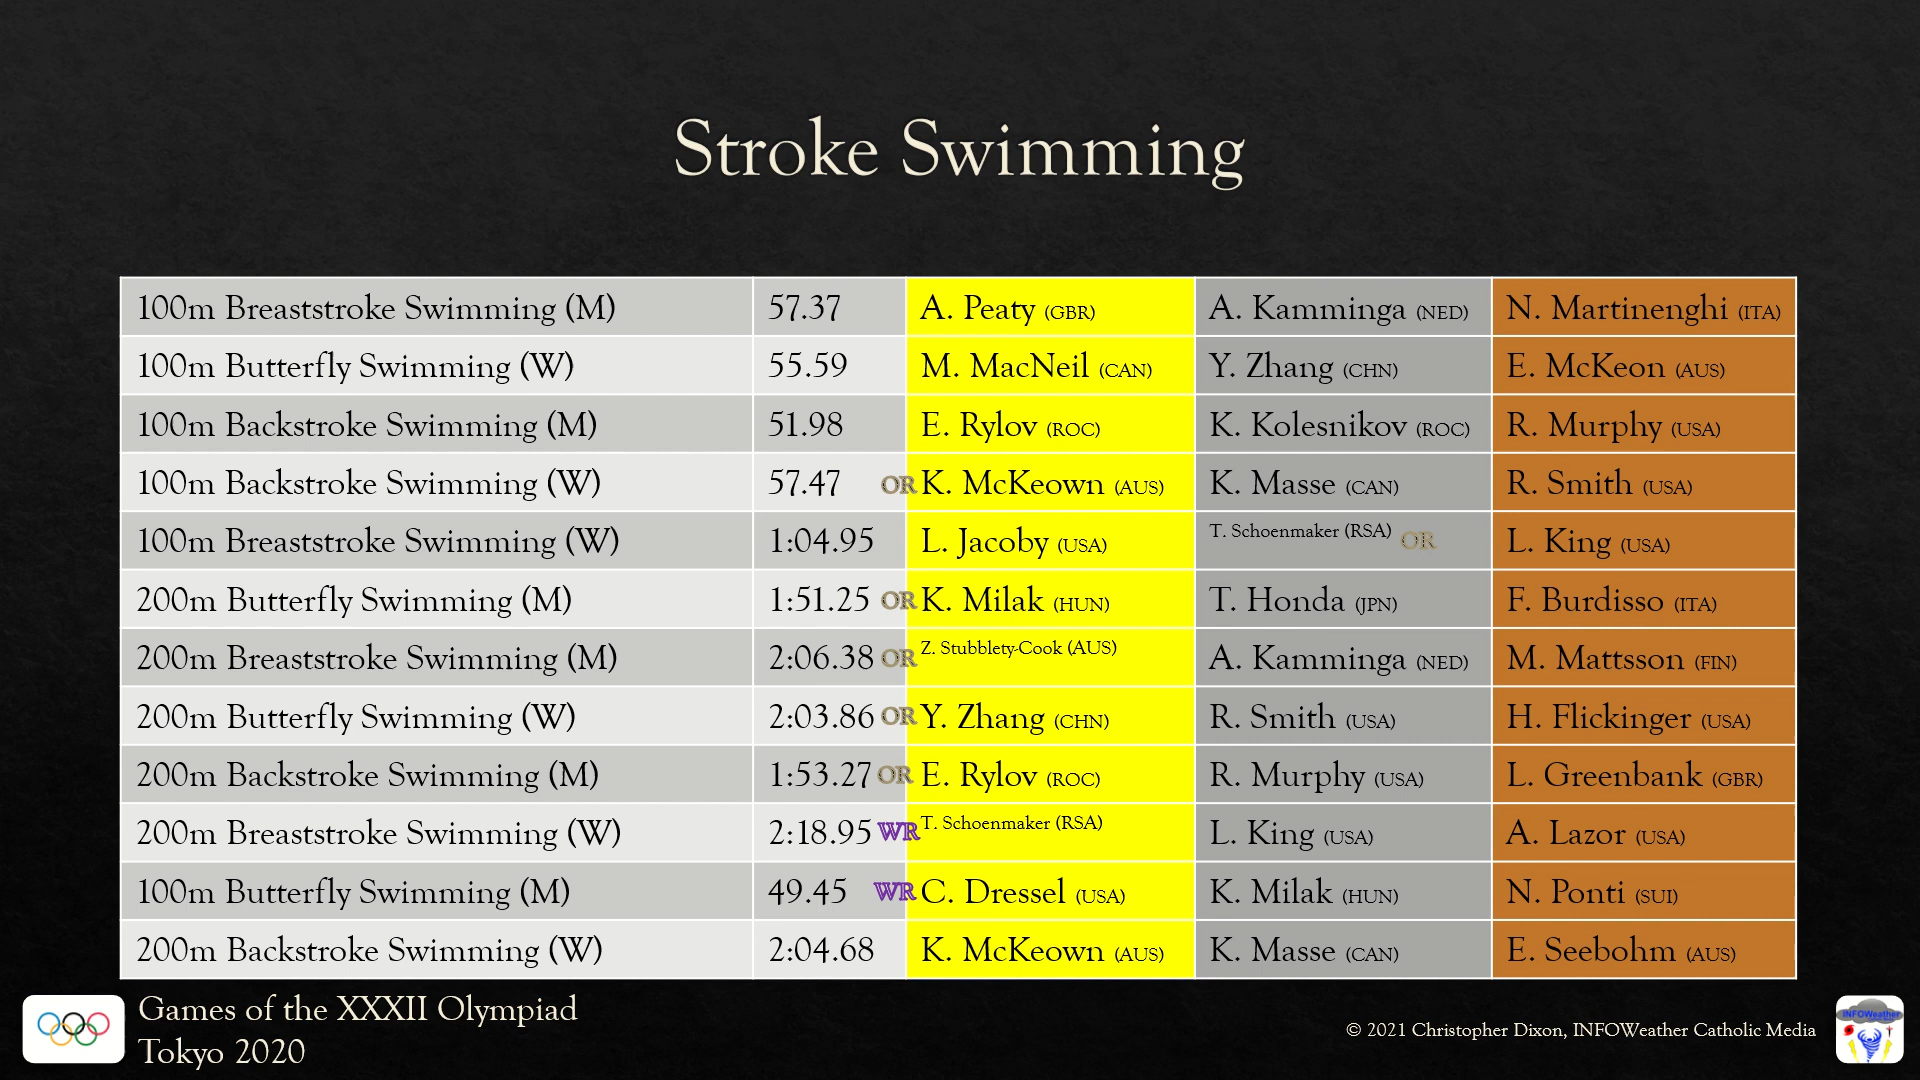 Stroke Swimming
100m Breaststroke Swimming (M) 57.37 A. Peaty (GBR) A. Kamminga (NED) N. Martinenghi (ITA)
100m Butterfly Swimming (W) 55.59 M. MacNeil (CAN) Y. Zhang (CHN) E. McKeon (AUS)
100m Backstroke Swimming (M) 51.98 E. Rylov (ROC) K. Kolesnikov (ROC) R. Murphy (USA)
100m Backstroke Swimming (W) 57.47 OR K. McKeown (AUS) K. Masse (CAN) R. Smith (USA)
100m Breaststroke Swimming (W) 1:04.95 L. Jacoby (USA) T. Schoenmaker (RSA) OR L. King (USA)
200m Butterfly Swimming (M) 1:51.25 OR K. Milak (HUN) T. Honda (JPN) F. Burdisso (ITA)
200m Breaststroke Swimming (M) 2:06.38 OR Z. Stubblety-Cook (AUS) A. Kamminga (NED) M. Mattsson (FIN)
200m Butterfly Swimming (W) 2:03.86 OR Y. Zhang (CHN) R. Smith (USA) H. Flickinger (USA)
200m Backstroke Swimming (M) 1:53.27 OR E. Rylov (ROC) R. Murphy (USA) L. Greenbank (GBR)
200m Breaststroke Swimming (W) 2:18.95 WR T. Schoenmaker (RSA) L. King (USA) A. Lazor (USA)
100m Butterfly Swimming (M) 49.45 WR C. Dressel (USA) K. Milak (HUN) N. Ponti (SUI)
200m Backstroke Swimming (W) 2:04.68 K. McKeown (AUS) K. Masse (CAN) E. Seebohm (AUS)
Games of the XXXII Olympiad
Tokyo 2020
© 2021 Christopher Dixon, INFOWeather Catholic Media
INFOWeather